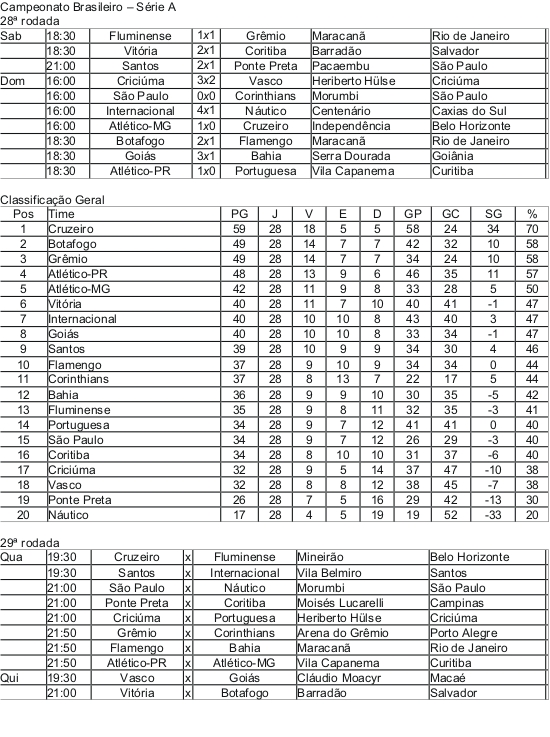 Campeonato Brasileiro – Série A
28ª rodada
Sab 18:30 Fluminense 1x1 Grêmio Maracanã Rio de Janeiro
18:30 Vitória 2x1 Coritiba Barradão Salvador
21:00 Santos 2x1 Ponte Preta Pacaembu São Paulo
Dom 16:00 Criciúma 3x2 Vasco Heriberto Hülse Criciúma
16:00 São Paulo 0x0 Corinthians Morumbi São Paulo
16:00 Internacional 4x1 Náutico Centenário Caxias do Sul
16:00 Atlético-MG 1x0 Cruzeiro Independência Belo Horizonte
18:30 Botafogo 2x1 Flamengo Maracanã Rio de Janeiro
18:30 Goiás 3x1 Bahia Serra Dourada Goiânia
18:30 Atlético-PR 1x0 Portuguesa Vila Capanema Curitiba
Classificação Geral
Pos Time PG J V E D GP GC SG %
1 Cruzeiro 59 28 18 5 5 58 24 34 70
2 Botafogo 49 28 14 7 7 42 32 10 58
3 Grêmio 49 28 14 7 7 34 24 10 58
4 Atlético-PR 48 28 13 9 6 46 35 11 57
5 Atlético-MG 42 28 11 9 8 33 28 5 50
6 Vitória 40 28 11 7 10 40 41 -1 47
7 Internacional 40 28 10 10 8 43 40 3 47
8 Goiás 40 28 10 10 8 33 34 -1 47
9 Santos 39 28 10 9 9 34 30 4 46
10 Flamengo 37 28 9 10 9 34 34 0 44
11 Corinthians 37 28 8 13 7 22 17 5 44
12 Bahia 36 28 9 9 10 30 35 -5 42
13 Fluminense 35 28 9 8 11 32 35 -3 41
14 Portuguesa 34 28 9 7 12 41 41 0 40
15 São Paulo 34 28 9 7 12 26 29 -3 40
16 Coritiba 34 28 8 10 10 31 37 -6 40
17 Criciúma 32 28 9 5 14 37 47 -10 38
18 Vasco 32 28 8 8 12 38 45 -7 38
19 Ponte Preta 26 28 7 5 16 29 42 -13 30
20 Náutico 17 28 4 5 19 19 52 -33 20
29ª rodada
Qua 19:30 Cruzeiro x Fluminense Mineirão Belo Horizonte
19:30 Santos x Internacional Vila Belmiro Santos
21:00 São Paulo x Náutico Morumbi São Paulo
21:00 Ponte Preta x Coritiba Moisés Lucarelli Campinas
21:00 Criciúma x Portuguesa Heriberto Hülse Criciúma
21:50 Grêmio x Corinthians Arena do Grêmio Porto Alegre
21:50 Flamengo x Bahia Maracanã Rio de Janeiro
21:50 Atlético-PR x Atlético-MG Vila Capanema Curitiba
Qui 19:30 Vasco x Goiás Cláudio Moacyr Macaé
21:00 Vitória x Botafogo Barradão Salvador